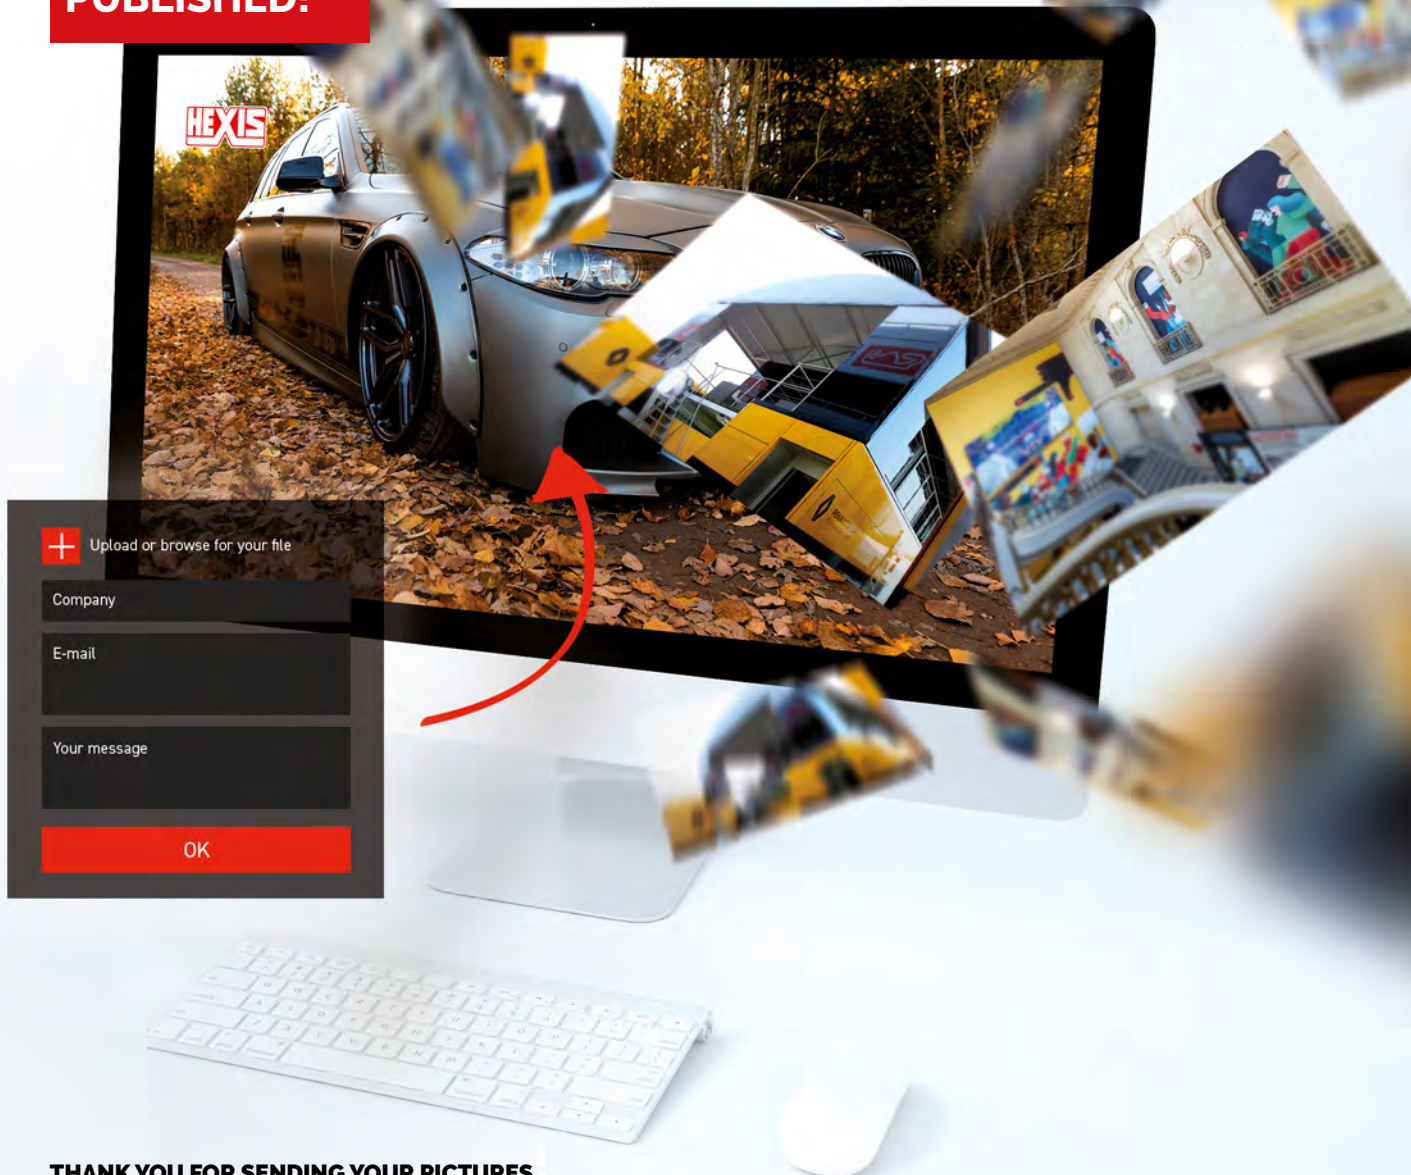 PUBLISHED!
HEXIS
Upload or browse for your file
Company
E-mail
Your message
OK
THANK YOU FOR SENDING YOUR PICTURES